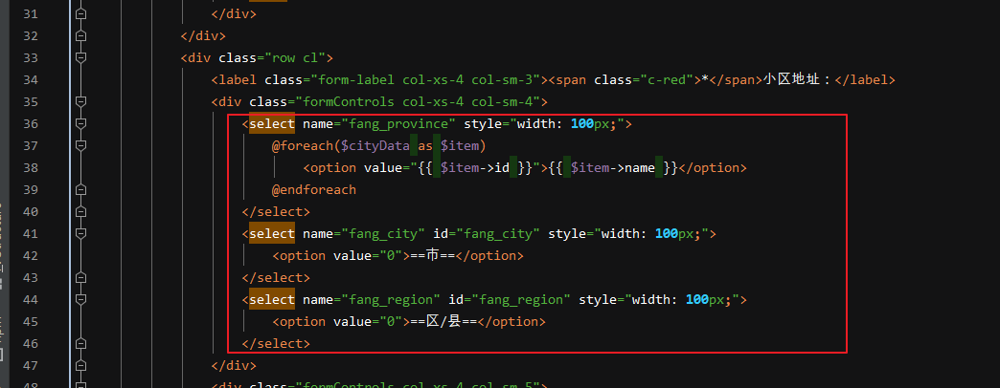 31 </div>
32 </div>
33 <div class="row cl">
34 <label class="form-label col-xs-4 col-sm-3"><span class="c-red">*</span>小区地址：</label>
35 <div class="formControls col-xs-4 col-sm-4">
36 <select name="fang_province" style="width: 100px;">
37 @foreach($cityData as $item)
38 <option value="{{ $item->id }}">{{ $item->name }}</option>
39 @endforeach
40 </select>
41 <select name="fang_city" id="fang_city" style="width: 100px;">
42 <option value="0">==市==</option>
43 </select>
44 <select name="fang_region" id="fang_region" style="width: 100px;">
45 <option value="0">==区/县==</option>
46 </select>
47 </div>
48 <div class="formControls col-xs-4 col-sm-5">